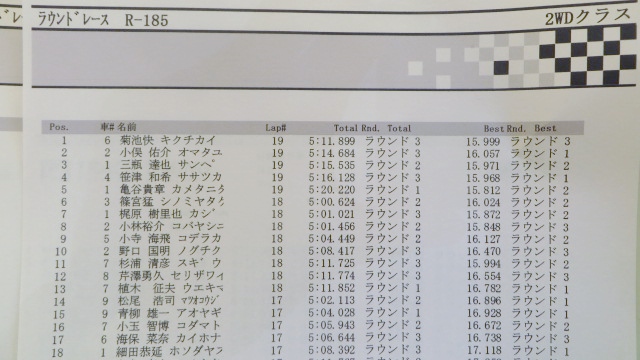 ラウンドレース R-185 2WDクラス
Pos. 車# 名前 Lap# Total Rnd. Total Best Rnd. Best
1 6 菊池快 キクチカイ 19 5:11.899 ラウンド 3 15.999 ラウンド 3
2 2 小俣 佑介 オマタユ 19 5:14.684 ラウンド 3 16.057 ラウンド 1
3 1 三瓶 達也 サンペ 19 5:15.535 ラウンド 2 15.971 ラウンド 2
4 4 笹津 和希 ササツカ 19 5:16.128 ラウンド 3 15.968 ラウンド 1
5 1 亀谷貴章 カメタニタ 19 5:20.220 ラウンド 1 15.812 ラウンド 2
6 3 篠宮猛 シノミヤタケ 18 5:00.624 ラウンド 2 16.024 ラウンド 2
7 1 梶原 樹里也 カジ 18 5:01.021 ラウンド 3 15.872 ラウンド 2
8 2 小林裕介 コバヤシニ 18 5:01.456 ラウンド 2 15.848 ラウンド 3
9 5 小寺 海飛 コデラカ 18 5:04.449 ラウンド 2 16.127 ラウンド 2
10 2 野口 国明 ノグチク 18 5:08.417 ラウンド 3 16.470 ラウンド 3
11 7 杉浦 清彦 スギウ 18 5:11.725 ラウンド 3 15.994 ラウンド 2
12 8 芹澤勇久 セリザワイ 18 5:11.774 ラウンド 3 16.554 ラウンド 3
13 7 植木 征夫 ウエキマ 18 5:11.852 ラウンド 1 16.782 ラウンド 1
14 9 松尾 浩司 マツオコウジ 17 5:02.113 ラウンド 2 16.896 ラウンド 1
15 9 青柳 雄一 アオヤギ 17 5:04.028 ラウンド 1 16.928 ラウンド 1
16 7 小玉 智博 コダマト 17 5:05.943 ラウンド 2 16.672 ラウンド 2
17 6 海保 菜奈 カイホナ 17 5:06.644 ラウンド 3 16.738 ラウンド 3
18 1 細田恭延 ホソダヤス 17 5:08.392 ラウンド 3 17.118 ラウンド 1